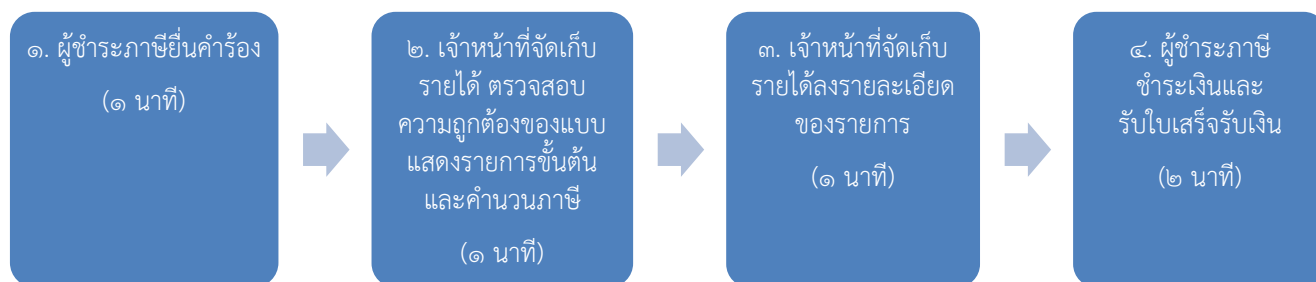 ๑. ผู้ชำระภาษียื่นคำร้อง
(๑ นาที)
๒. เจ้าหน้าที่จัดเก็บ
รายได้ ตรวจสอบ
ความถูกต้องของแบบ
แสดงรายการขั้นต้น
และคำนวนภาษี
(๑ นาที)
๓. เจ้าหน้าที่จัดเก็บ
รายได้ลงรายละเอียด
ของรายการ
(๑ นาที)
๔. ผู้ชำระภาษี
ชำระเงินและ
รับใบเสร็จรับเงิน
(๒ นาที)